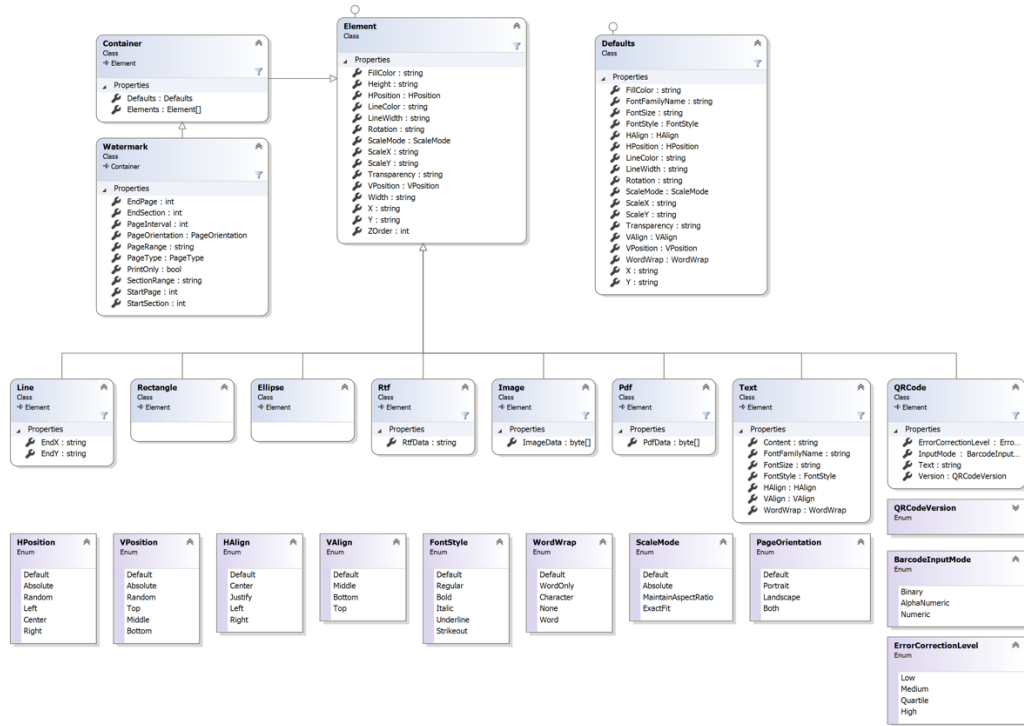 Container
Class
Element
Properties
Defaults : Defaults
Elements : Element[]
Watermark
Class
Container
Properties
EndPage : int
EndSection : int
PageInterval : int
PageOrientation : PageOrientation
PageRange : string
PageType : PageType
PrintOnly : bool
SectionRange : string
StartPage : int
StartSection : int
Element
Class
Properties
FillColor : string
Height : string
HPosition : HPosition
LineColor : string
LineWidth : string
Rotation : string
ScaleMode : ScaleMode
ScaleX : string
ScaleY : string
Transparency : string
VPosition : VPosition
Width : string
X : string
Y : string
ZOrder : int
Defaults
Class
Properties
FillColor : string
FontFamilyName : string
FontSize : string
FontStyle : FontStyle
HAlign : HAlign
HPosition : HPosition
LineColor : string
LineWidth : string
Rotation : string
ScaleMode : ScaleMode
ScaleX : string
ScaleY : string
Transparency : string
VAlign : VAlign
VPosition : VPosition
WordWrap : WordWrap
X : string
Y : string
Line
Class
Element
Properties
EndX : string
EndY : string
Rectangle
Class
Element
Ellipse
Class
Element
Rtf
Class
Element
Properties
RtfData : string
Image
Class
Element
Properties
ImageData : byte[]
Pdf
Class
Element
Properties
PdfData : byte[]
Text
Class
Element
Properties
Content : string
FontFamilyName : string
FontSize : string
FontStyle : FontStyle
HAlign : HAlign
VAlign : VAlign
WordWrap : WordWrap
QRCode
Class
Element
Properties
ErrorCorrectionLevel : Erro...
InputMode : BarcodeInput...
Text : string
Version : QRCodeVersion
HPosition
Enum
Default
Absolute
Random
Left
Center
Right
VPosition
Enum
Default
Absolute
Random
Top
Middle
Bottom
HAlign
Enum
Default
Center
Justify
Left
Right
VAlign
Enum
Default
Middle
Bottom
Top
FontStyle
Enum
Default
Regular
Bold
Italic
Underline
Strikeout
WordWrap
Enum
Default
WordOnly
Character
None
Word
ScaleMode
Enum
Default
Absolute
MaintainAspectRatio
ExactFit
PageOrientation
Enum
Default
Portrait
Landscape
Both
QRCodeVersion
Enum
BarcodeInputMode
Enum
Binary
AlphaNumeric
Numeric
ErrorCorrectionLevel
Enum
Low
Medium
Quartile
High